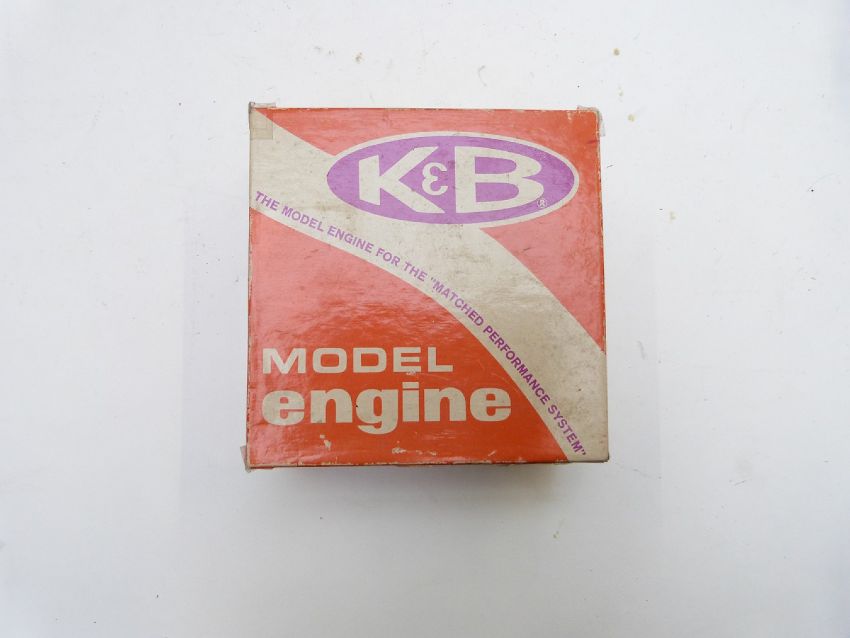 K&B®
THE MODEL ENGINE FOR THE "MATCHED PERFORMANCE SYSTEM"
MODEL
engine